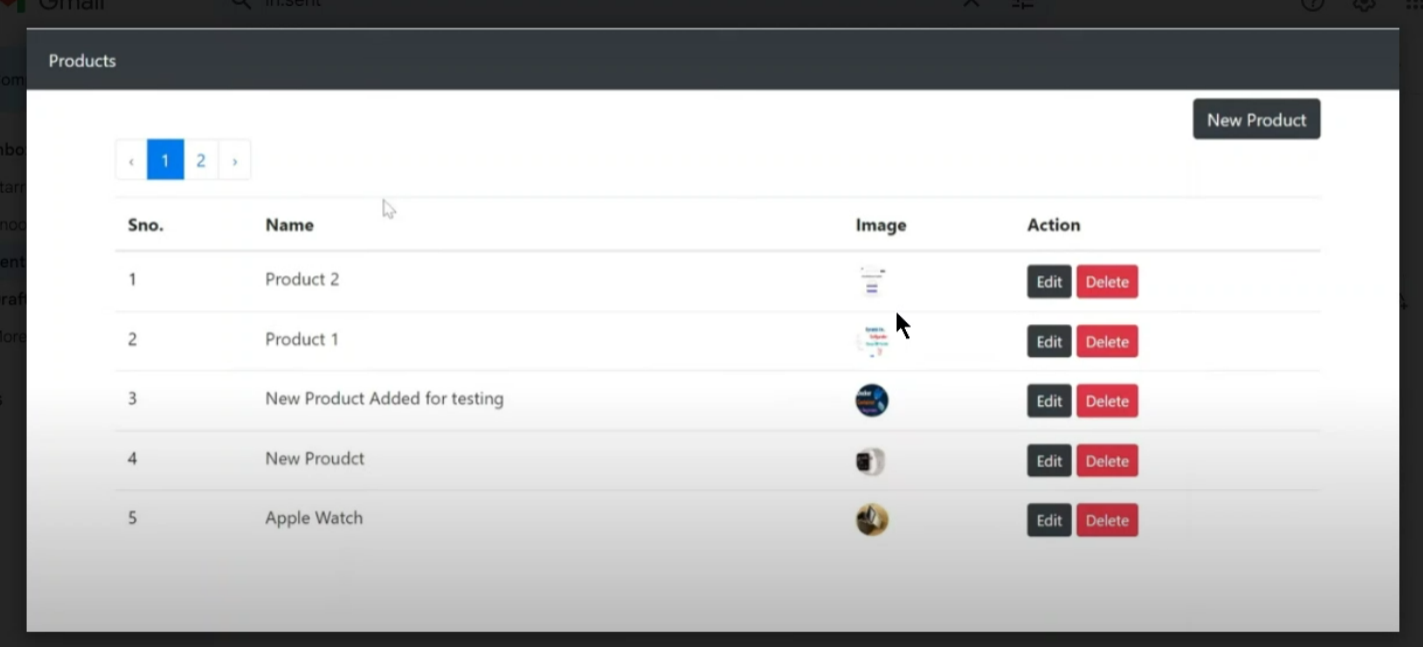 Gmail
in:sent
Products
New Product
‹ 1 2 ›
Sno. Name Image Action
1 Product 2 Edit Delete
2 Product 1 Edit Delete
3 New Product Added for testing Edit Delete
4 New Proudct Edit Delete
5 Apple Watch Edit Delete